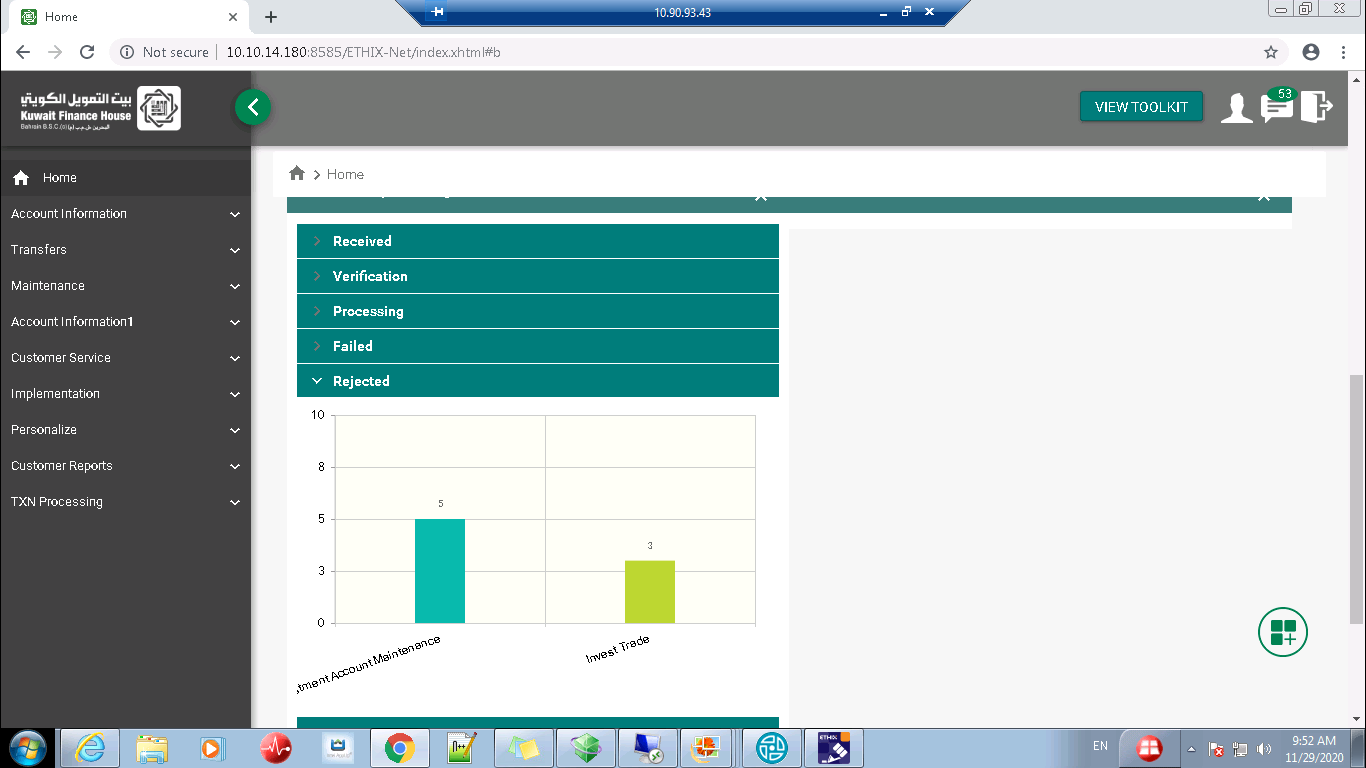 Home
10.90.93.43
Not secure
10.10.14.180:8585/ETHIX-Net/index.xhtml#b
بيت التمويل الكويتي
Kuwait Finance House
VIEW TOOLKIT
53
Home
Home
Account Information
Transfers
Maintenance
Account Information1
Customer Service
Implementation
Personalize
Customer Reports
TXN Processing
Received
Verification
Processing
Failed
Rejected
10
8
5
3
0
5
3
Account Maintenance
Invest Trade
EN
ETHIX
9:52 AM
11/29/2020